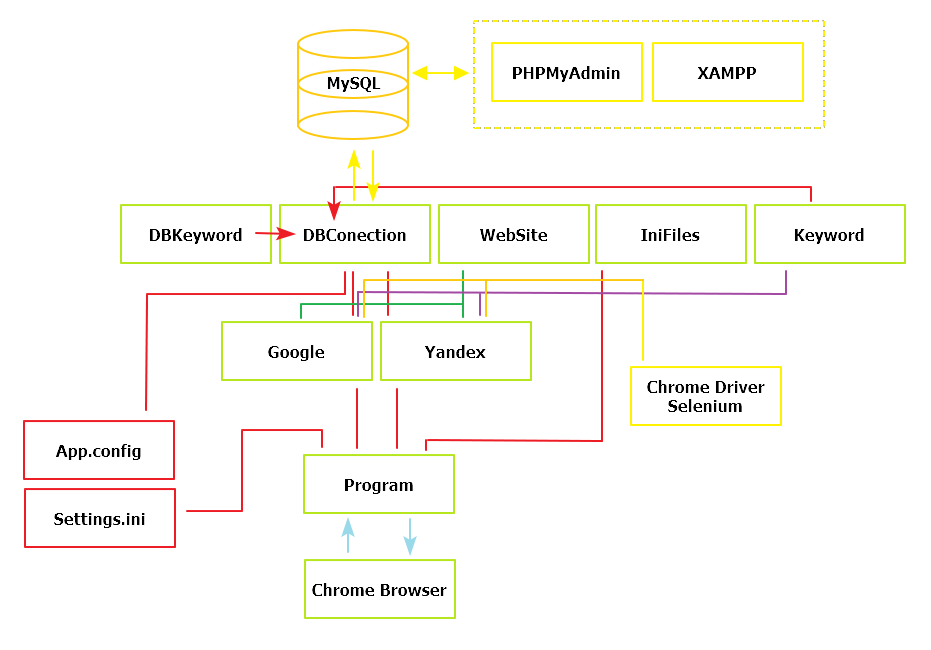 MySQL
PHPMyAdmin
XAMPP
DBKeyword
DBConection
WebSite
IniFiles
Keyword
Google
Yandex
Chrome Driver
Selenium
App.config
Settings.ini
Program
Chrome Browser